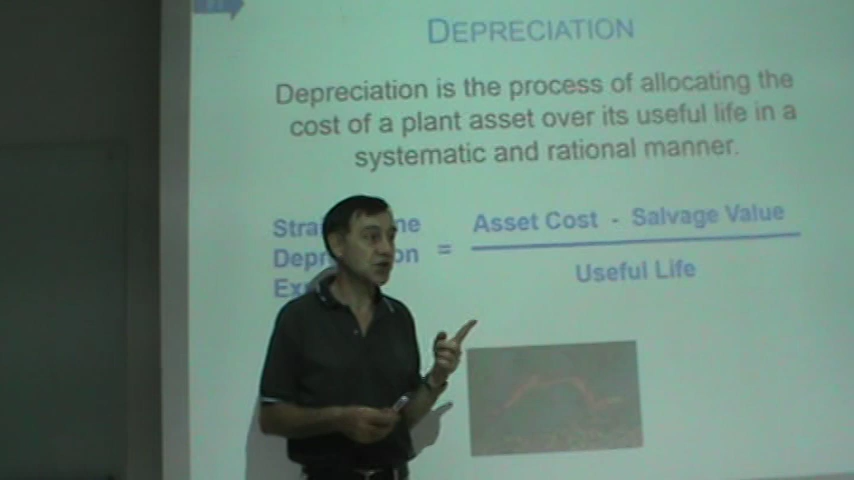 DEPRECIATION
Depreciation is the process of allocating the
cost of a plant asset over its useful life in a
systematic and rational manner.
Asset Cost - Salvage Value
=
Useful Life